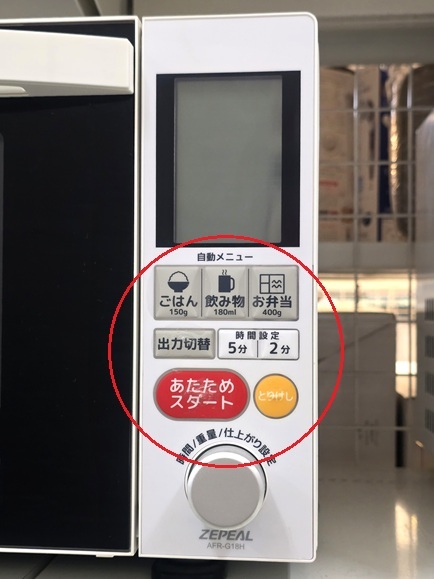 自動メニュー
ごはん 飲み物 お弁当
150g 180ml 400g
出力切替
時間設定
5分 2分
あたため
スタート
とりけし
時間/重量/仕上がり設定
ZEPEAL
AFR-G18H